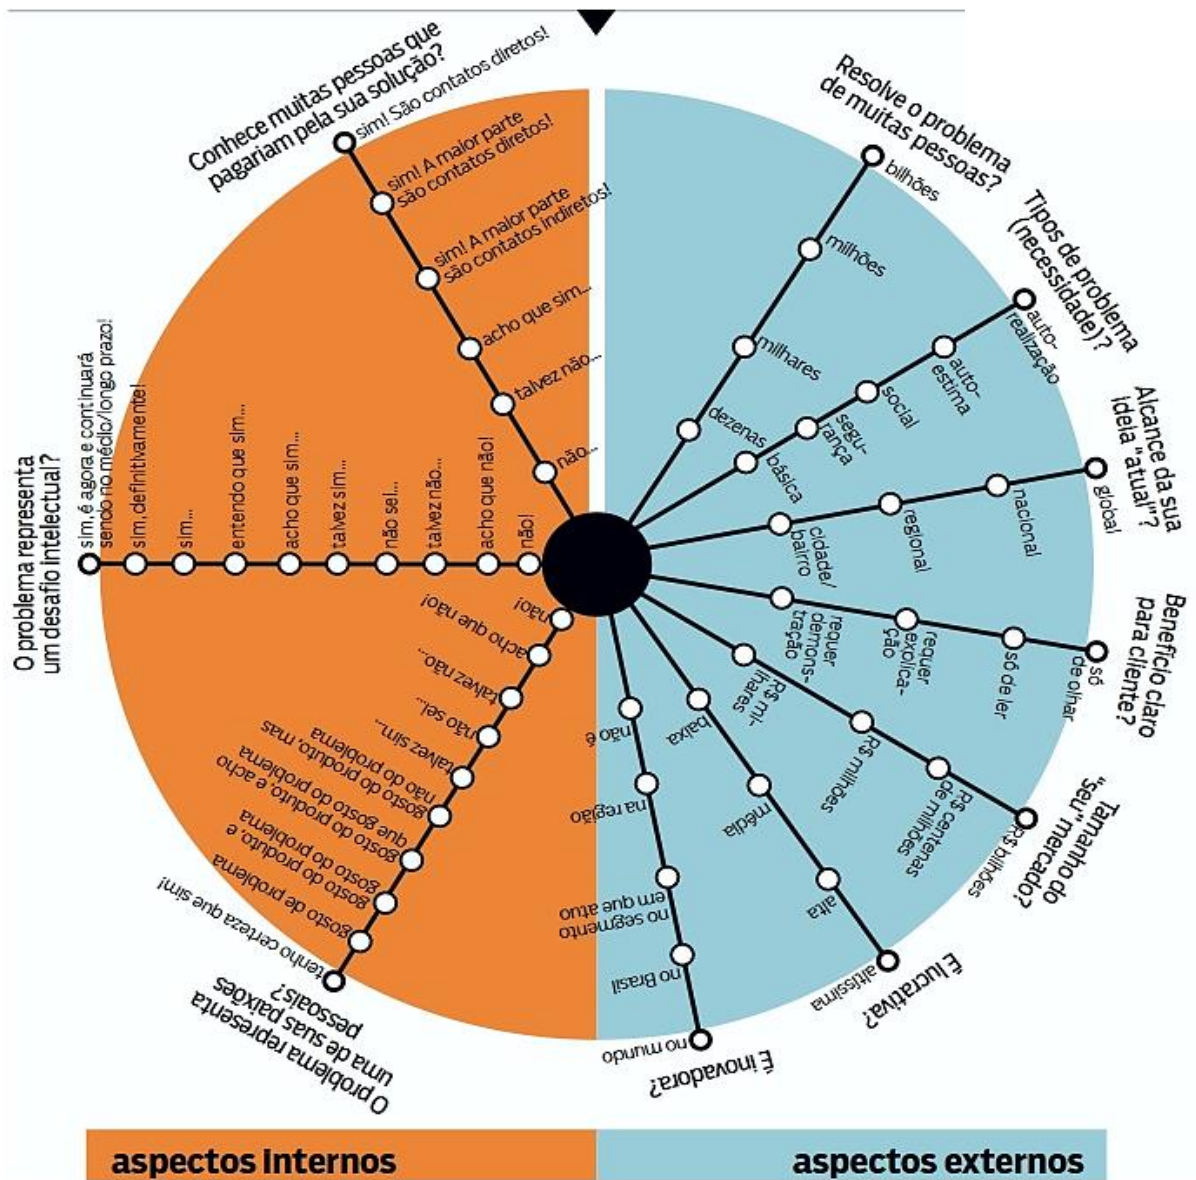 Conhece muitas pessoas que
pagariam pela sua solução?
sim! São contatos diretos!
sim! A maior parte
são contatos diretos!
sim! A maior parte
são contatos indiretos!
acho que sim...
talvez não...
não...
Resolve o problema
de muitas pessoas?
bilhões
milhões
milhares
dezenas
Tipos de problema
(necessidade)?
auto-
realização
auto-
estima
social
segu-
rança
básica
Alcance da sua
ideia "atual"?
global
nacional
regional
cidade/
bairro
Benefício claro
para cliente?
só
de olhar
só de ler
requer
explica-
ção
requer
demons-
tração
Tamanho do
"seu" mercado?
R$ bilhões
R$ centenas
de milhões
R$ milhões
R$ mi-
lhares
É lucrativa?
altíssima
alta
média
baixa
É inovadora?
no mundo
no Brasil
no segmento
em que atuo
na região
não é
O problema representa
uma de suas paixões
pessoais?
tenho certeza que sim!
gosto de problema
gosto do produto, e
gosto do problema
gosto do produto, e acho
que gosto do problema
gosto do produto, mas
não do problema
talvez sim...
não sei...
talvez não...
acho que não!
não!
O problema representa
um desafio intelectual?
sim, é agora e continuará
sendo no médio/longo prazo!
sim, definitivamente!
sim...
entendo que sim...
acho que sim...
talvez sim...
não sei...
talvez não...
acho que não!
não!
aspectos internos
aspectos externos